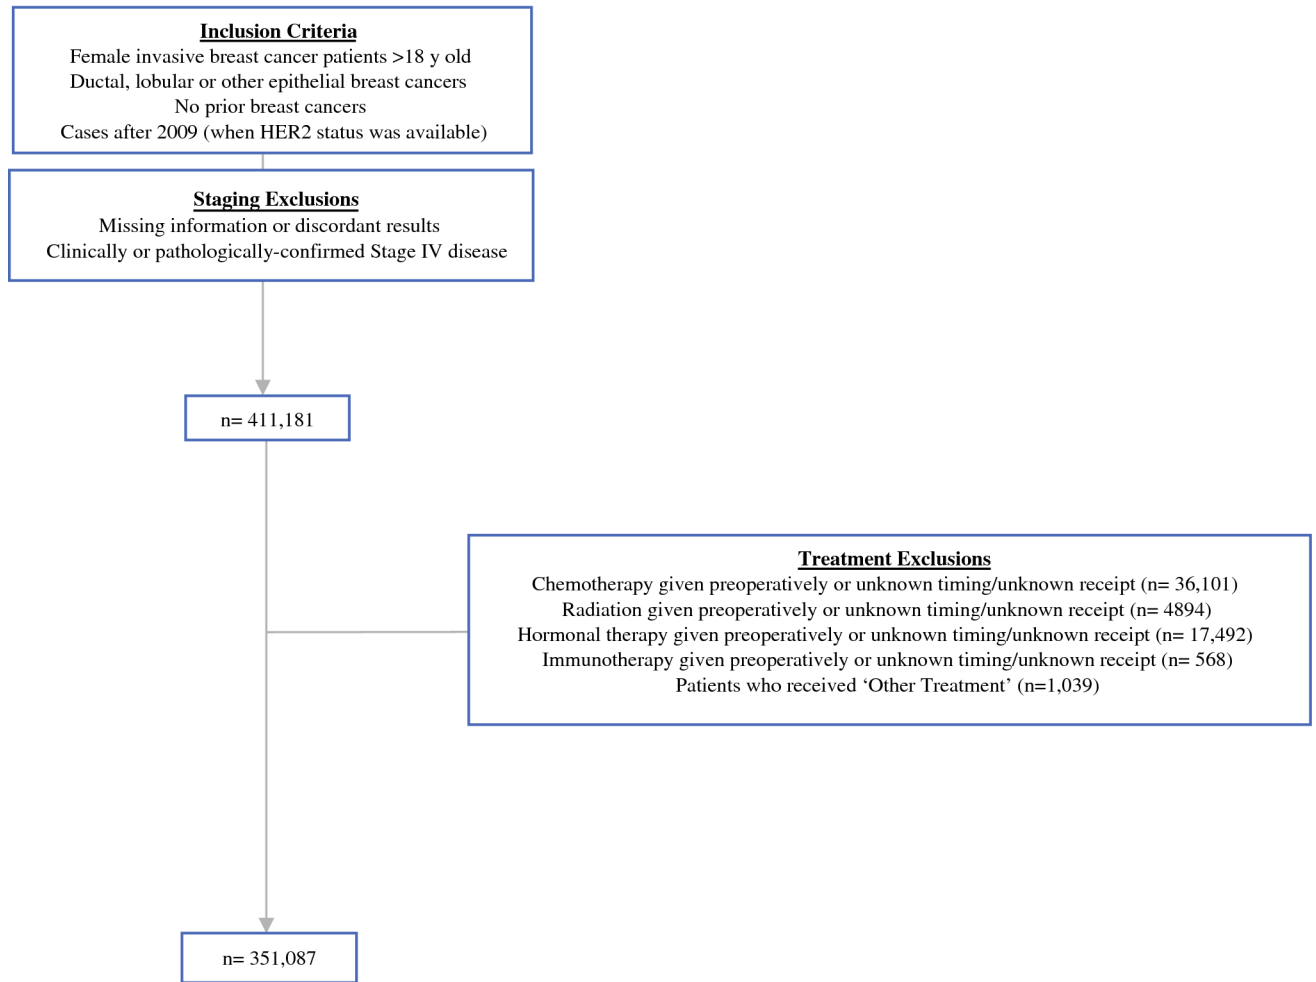 Inclusion Criteria
Female invasive breast cancer patients >18 y old
Ductal, lobular or other epithelial breast cancers
No prior breast cancers
Cases after 2009 (when HER2 status was available)
Staging Exclusions
Missing information or discordant results
Clinically or pathologically-confirmed Stage IV disease
n= 411,181
Treatment Exclusions
Chemotherapy given preoperatively or unknown timing/unknown receipt (n= 36,101)
Radiation given preoperatively or unknown timing/unknown receipt (n= 4894)
Hormonal therapy given preoperatively or unknown timing/unknown receipt (n= 17,492)
Immunotherapy given preoperatively or unknown timing/unknown receipt (n= 568)
Patients who received ‘Other Treatment’ (n=1,039)
n= 351,087